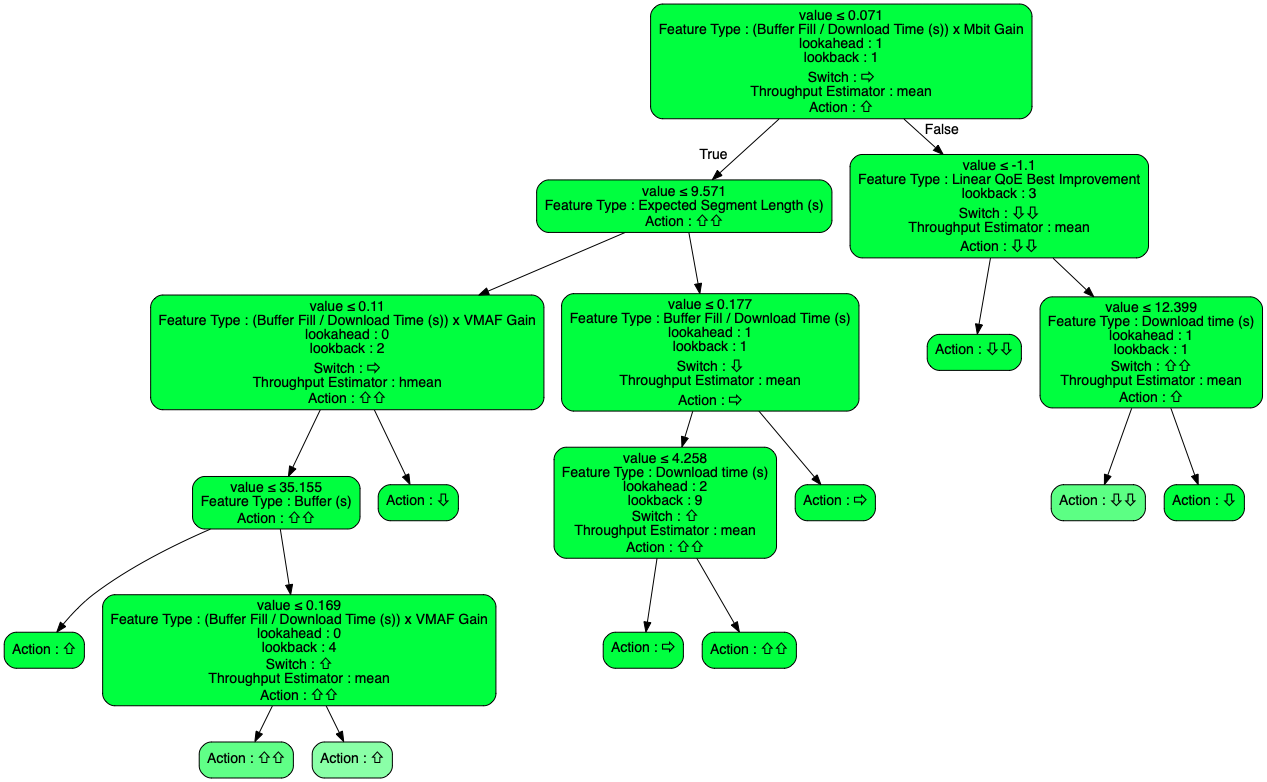 value ≤ 0.071
Feature Type : (Buffer Fill / Download Time (s)) x Mbit Gain
lookahead : 1
lookback : 1
Switch : ⇨
Throughput Estimator : mean
Action : ⇧
True
False
value ≤ 9.571
Feature Type : Expected Segment Length (s)
Action : ⇧⇧
value ≤ -1.1
Feature Type : Linear QoE Best Improvement
lookback : 3
Switch : ⇩⇩
Throughput Estimator : mean
Action : ⇩⇩
value ≤ 0.11
Feature Type : (Buffer Fill / Download Time (s)) x VMAF Gain
lookahead : 0
lookback : 2
Switch : ⇨
Throughput Estimator : hmean
Action : ⇧⇧
value ≤ 0.177
Feature Type : Buffer Fill / Download Time (s)
lookahead : 1
lookback : 1
Switch : ⇩
Throughput Estimator : mean
Action : ⇨
Action : ⇩⇩
value ≤ 12.399
Feature Type : Download time (s)
lookahead : 1
lookback : 1
Switch : ⇧⇧
Throughput Estimator : mean
Action : ⇧
value ≤ 35.155
Feature Type : Buffer (s)
Action : ⇧⇧
Action : ⇩
value ≤ 4.258
Feature Type : Download time (s)
lookahead : 2
lookback : 9
Switch : ⇧
Throughput Estimator : mean
Action : ⇧⇧
Action : ⇨
Action : ⇩⇩
Action : ⇩
Action : ⇧
value ≤ 0.169
Feature Type : (Buffer Fill / Download Time (s)) x VMAF Gain
lookahead : 0
lookback : 4
Switch : ⇧
Throughput Estimator : mean
Action : ⇧⇧
Action : ⇨
Action : ⇧⇧
Action : ⇧⇧
Action : ⇧